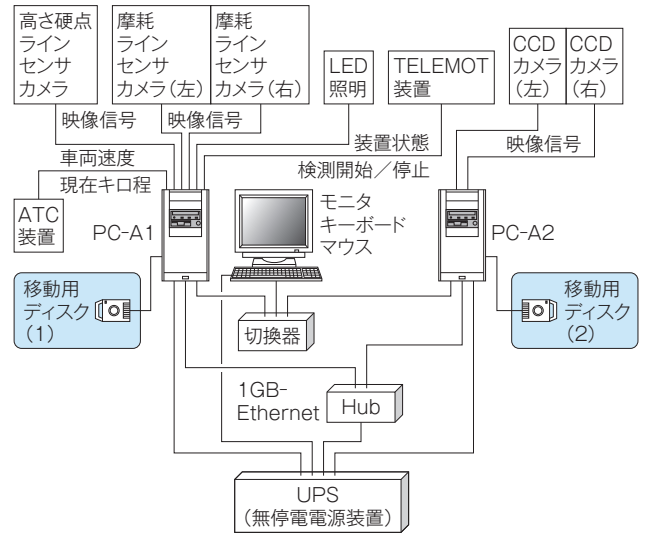 高さ硬点
ライン
センサ
カメラ
摩耗
ライン
センサ
カメラ（左）
摩耗
ライン
センサ
カメラ（右）
LED
照明
TELEMOT
装置
CCD
カメラ
（左）
CCD
カメラ
（右）
映像信号
映像信号
装置状態
映像信号
車両速度
検測開始／停止
現在キロ程
ATC
装置
PC-A1
モニタ
キーボード
マウス
PC-A2
移動用
ディスク
（1）
移動用
ディスク
（2）
切換器
1GB-
Ethernet
Hub
UPS
（無停電電源装置）